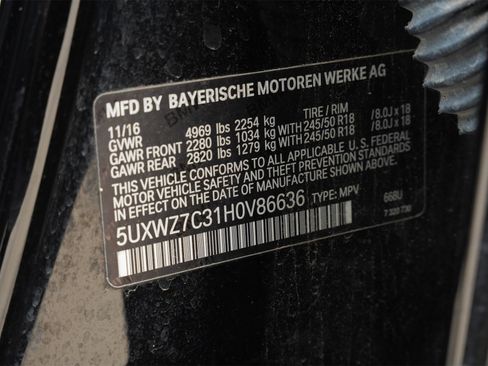 MFD BY BAYERISCHE MOTOREN WERKE AG
11/16 TIRE / RIM
GVWR 4969 lbs 2254 kg
GAWR FRONT 2280 lbs 1034 kg WITH 245/50 R18 / 8.0J x 18
GAWR REAR 2820 lbs 1279 kg WITH 245/50 R18 / 8.0J x 18
THIS VEHICLE CONFORMS TO ALL APPLICABLE U. S. FEDERAL
MOTOR VEHICLE SAFETY AND THEFT PREVENTION STANDARDS
IN EFFECT ON THE DATE OF MANUFACTURE SHOWN ABOVE.
5UXWZ7C31H0V86636 TYPE: MPV 668U
7 320 730